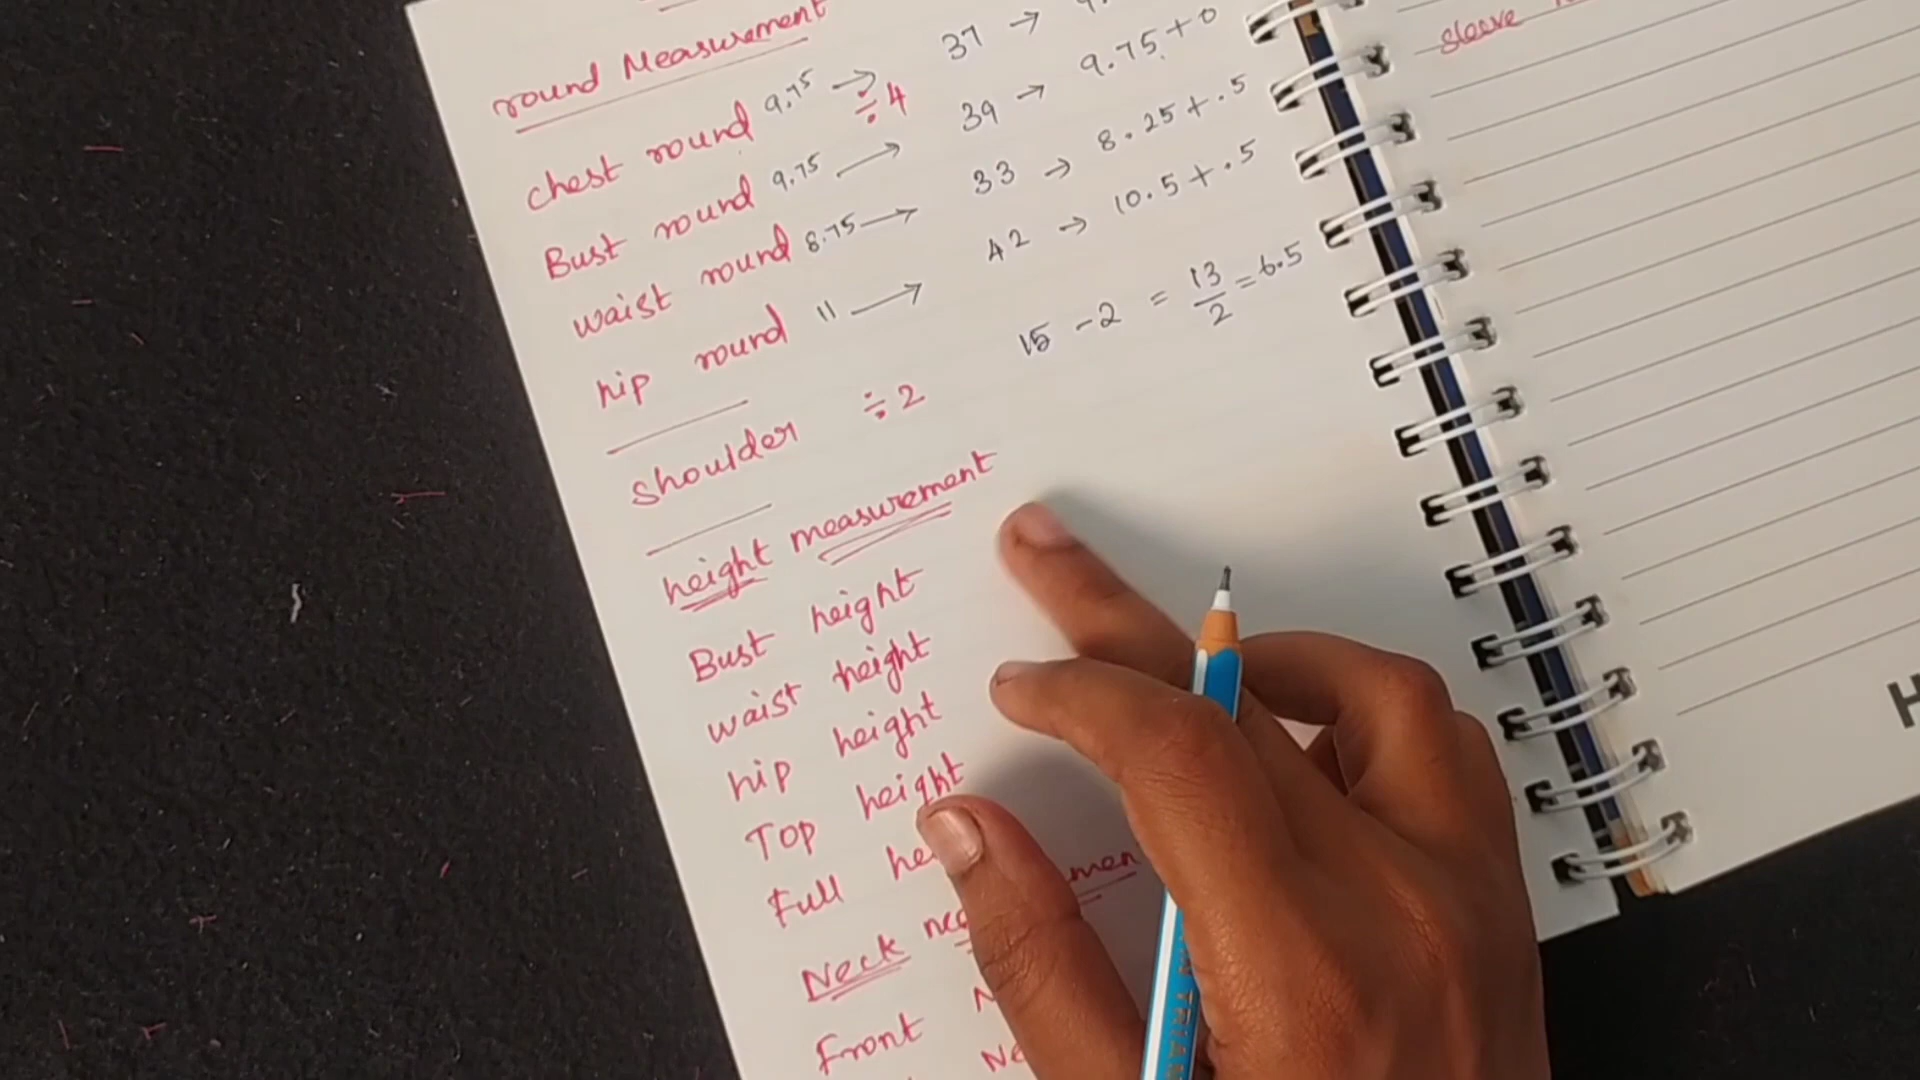 round Measurement
chest round 9.75 → ÷4 37 →
Bust round 9.75 → 39 → 9.75+0
waist round 8.75 → 33 → 8.25+.5
hip round 11 → 42 → 10.5+.5
shoulder ÷2 15 -2 = 13/2 = 6.5
height measurement
Bust height
waist height
hip height
Top height
Full
Neck
Front
sleeve